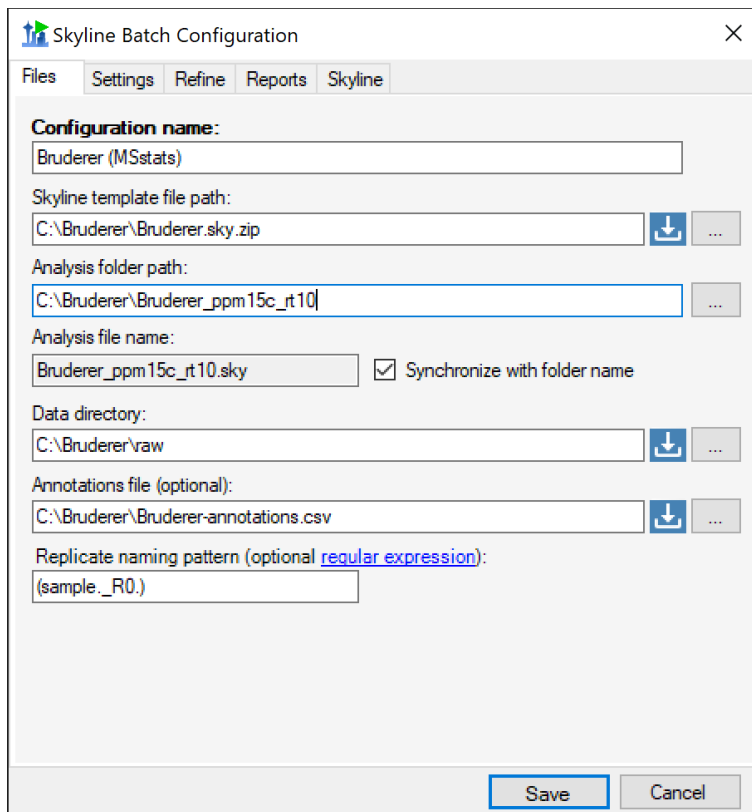 Skyline Batch Configuration
Files Settings Refine Reports Skyline
Configuration name:
Bruderer (MSstats)
Skyline template file path:
C:\Bruderer\Bruderer.sky.zip
...
Analysis folder path:
C:\Bruderer\Bruderer_ppm15c_rt10
...
Analysis file name:
Bruderer_ppm15c_rt10.sky Synchronize with folder name
Data directory:
C:\Bruderer\raw
...
Annotations file (optional):
C:\Bruderer\Bruderer-annotations.csv
...
Replicate naming pattern (optional regular expression):
(sample._R0.)
Save Cancel